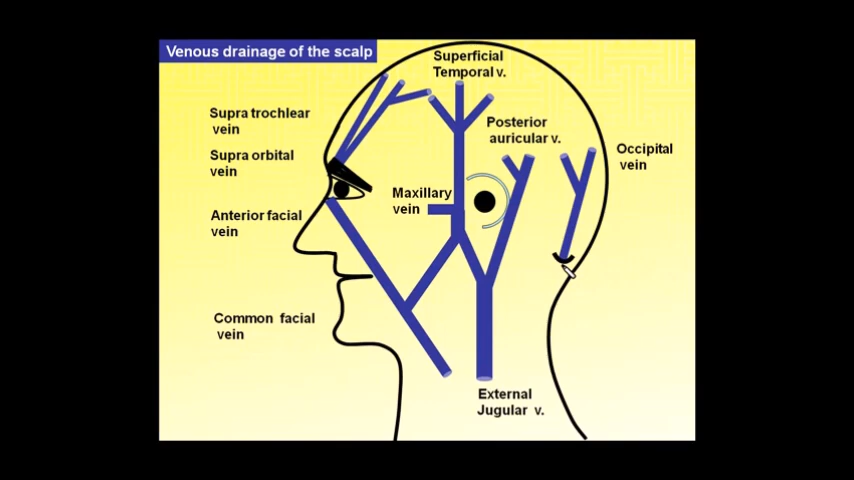 Venous drainage of the scalp
Superficial
Temporal v.
Supra trochlear
vein
Posterior
auricular v.
Occipital
vein
Supra orbital
vein
Maxillary
vein
Anterior facial
vein
Common facial
vein
External
Jugular v.